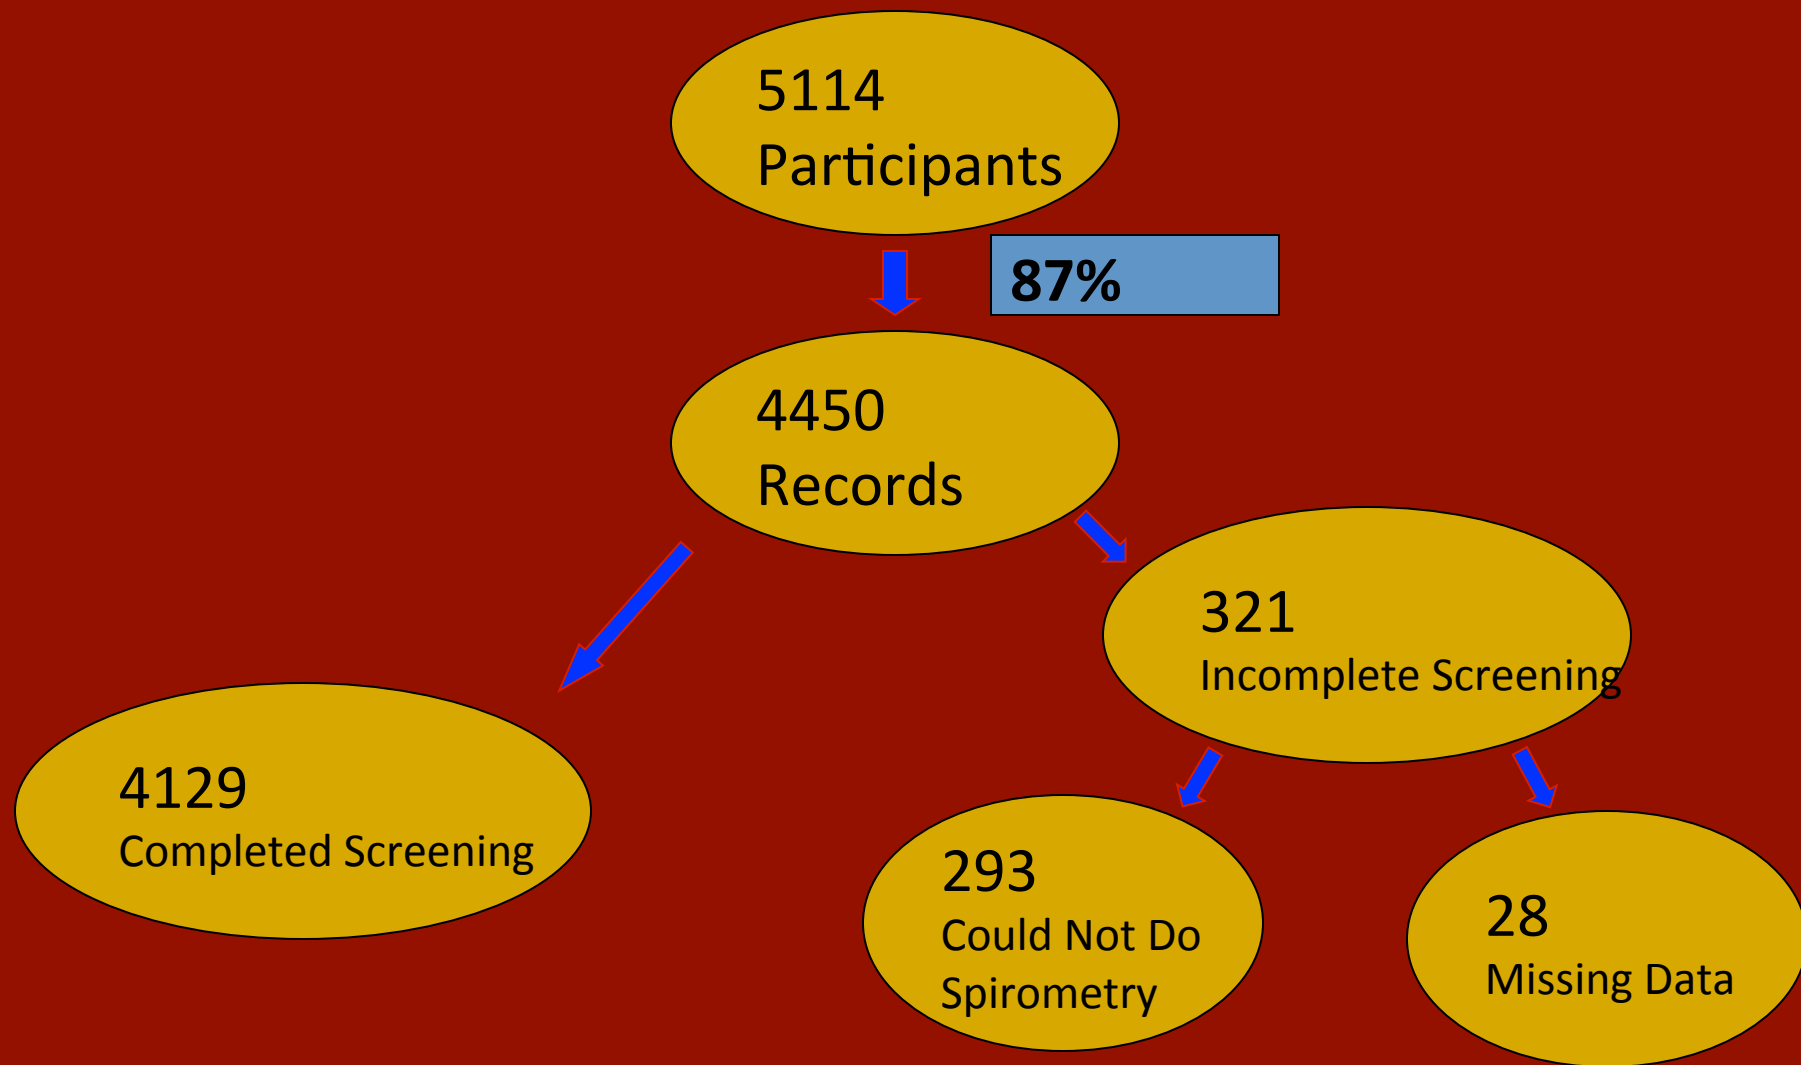 5114
Participants
87%
4450
Records
321
Incomplete Screening
4129
Completed Screening
293
Could Not Do
Spirometry
28
Missing Data